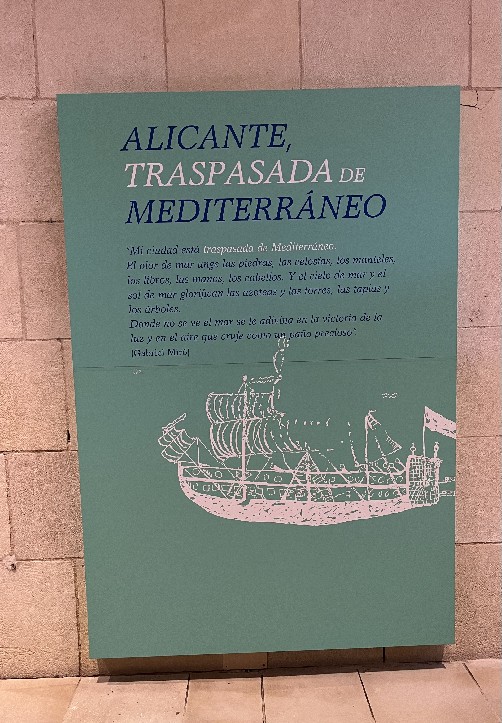 ALICANTE,
TRASPASADA DE
MEDITERRÁNEO
"Mi ciudad está traspasada de Mediterráneo.
El olor de mar unge las piedras, las celosías, los manteles,
los libros, las manos, los cabellos. Y el cielo de mar y el
sol de mar glorifican las azoteas y las torres, las tapias y
los árboles.
Donde no se ve el mar se le adivina en la victoria de la
luz y en el aire que cruje como un paño precioso".
(Gabriel Miró)